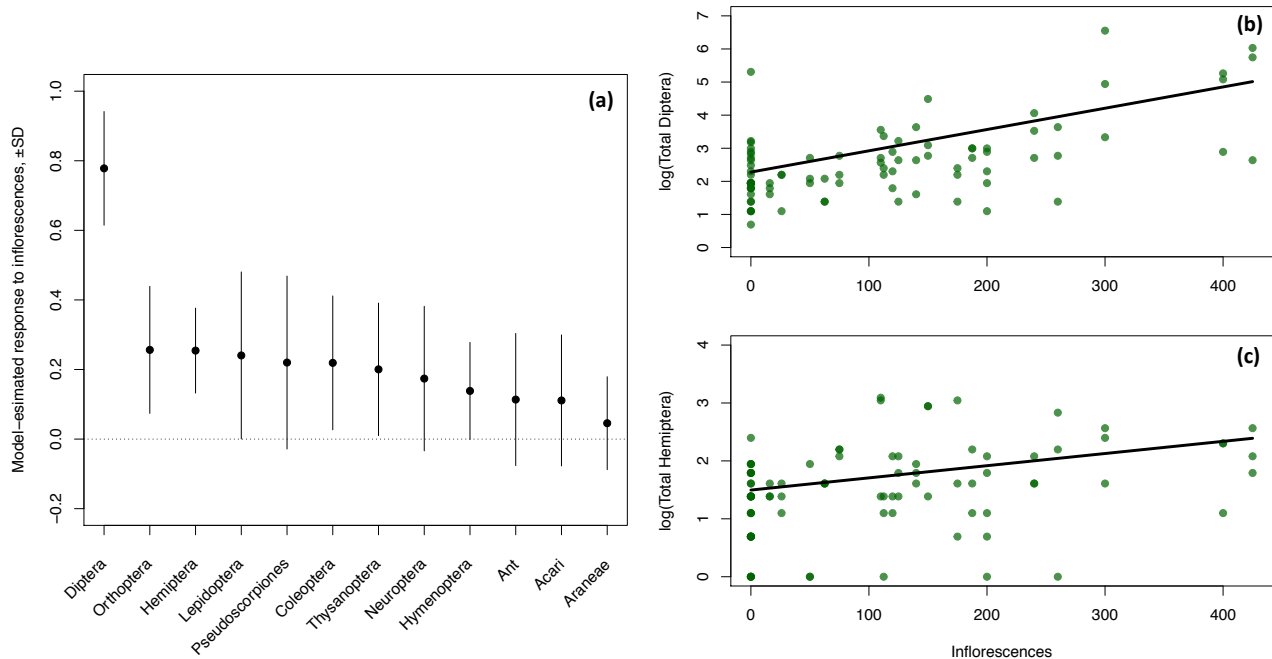 (a)
Model−esimated response to inflorescences, ±SD
1.0
0.8
0.6
0.4
0.2
0.0
−0.2
Diptera
Orthoptera
Hemiptera
Lepidoptera
Pseudoscorpiones
Coleoptera
Thysanoptera
Neuroptera
Hymenoptera
Ant
Acari
Araneae
(b)
log(Total Diptera)
7
6
5
4
3
2
1
0
0 100 200 300 400
(c)
log(Total Hemiptera)
4
3
2
1
0
0 100 200 300 400
Inflorescences